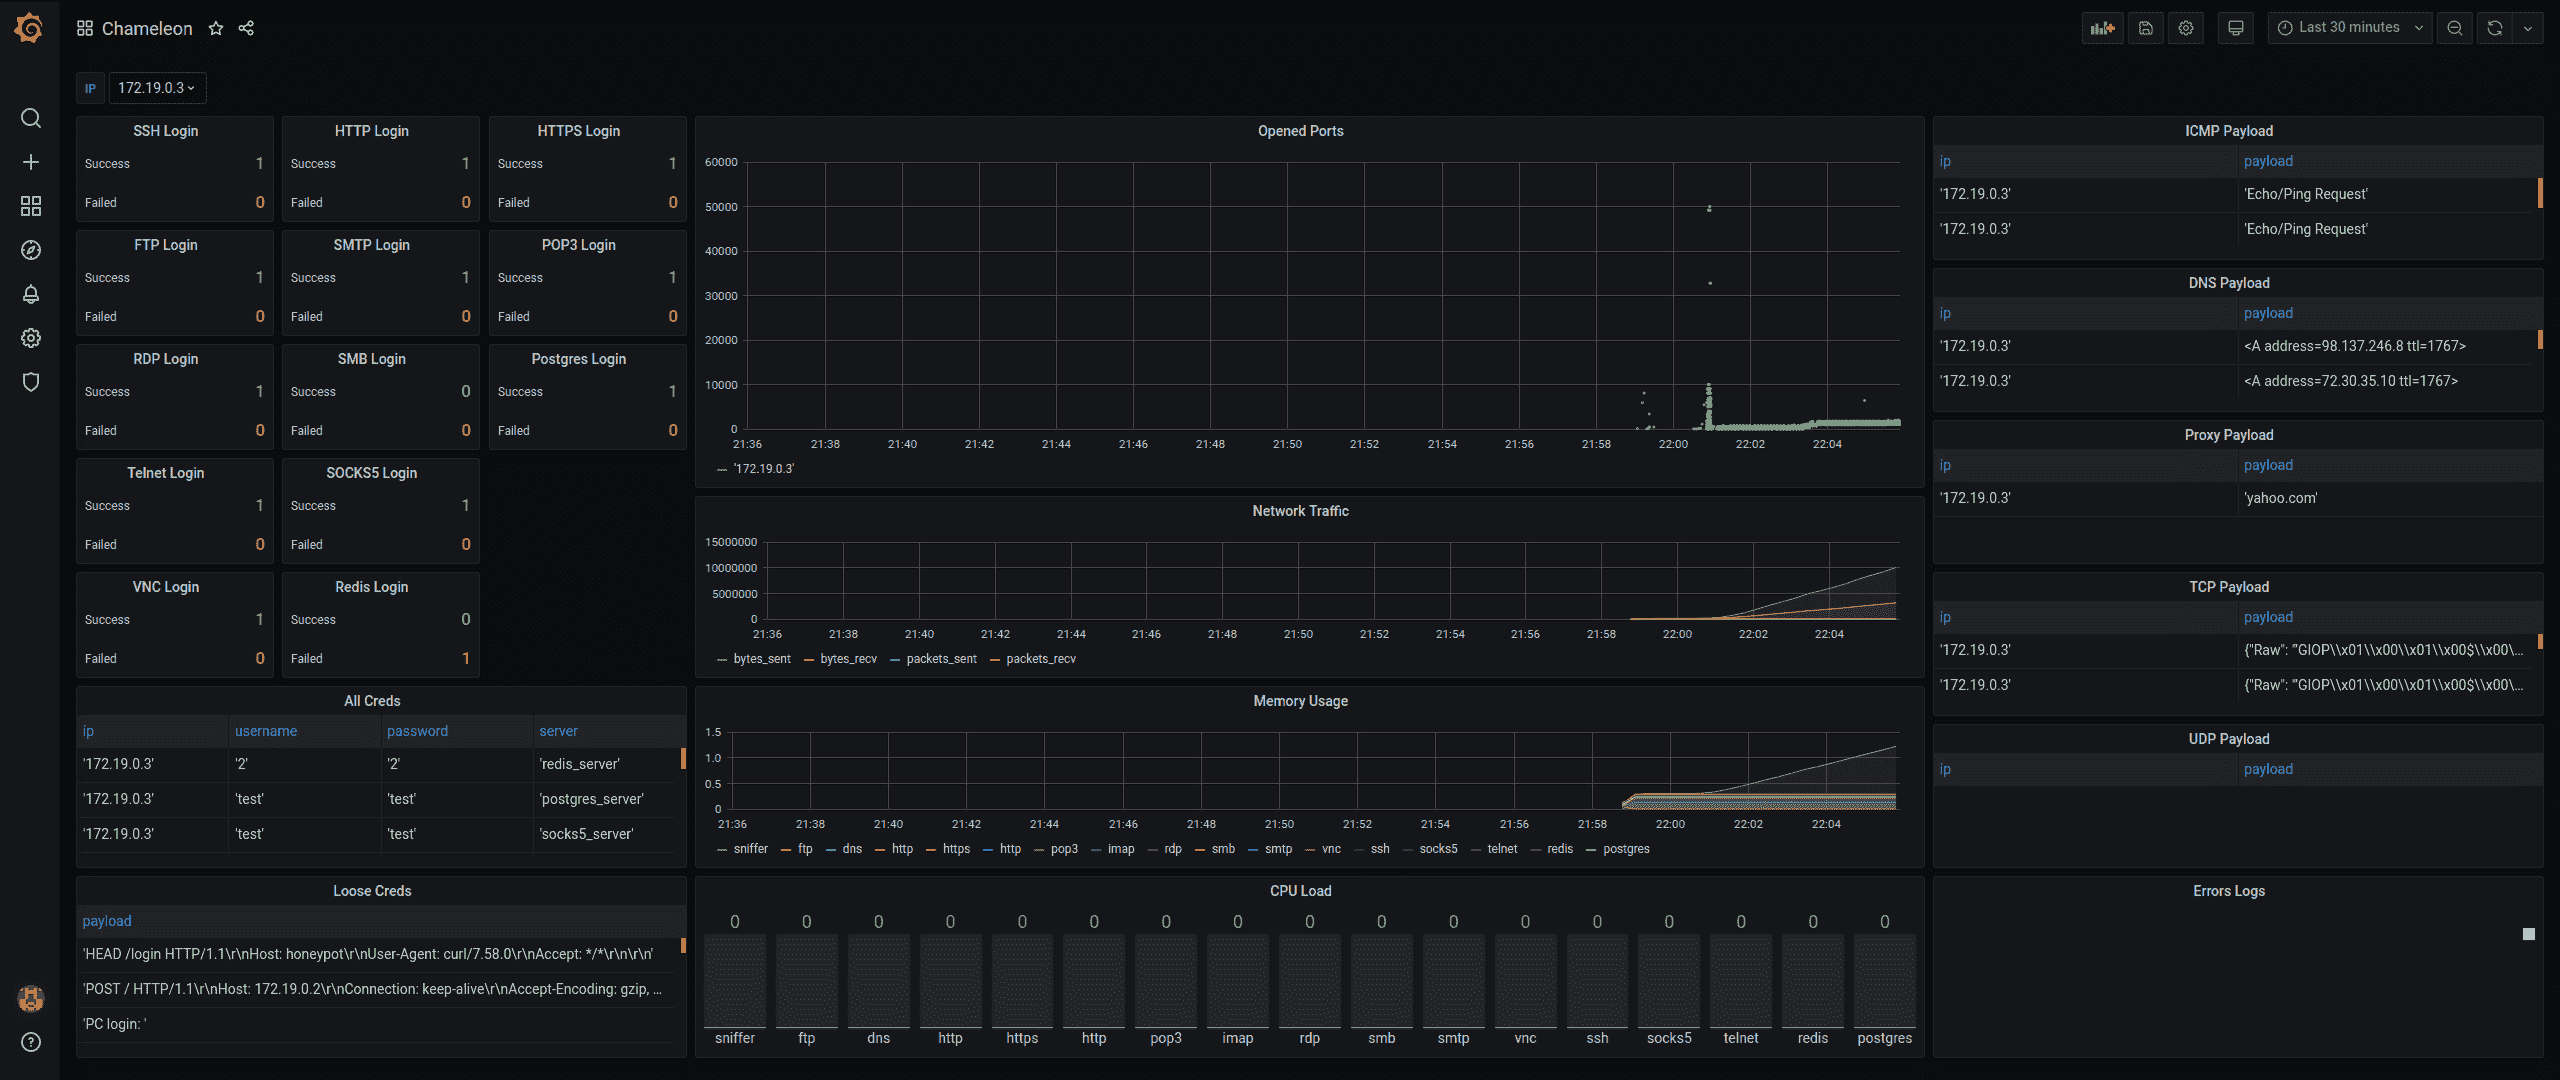 Chameleon
Last 30 minutes
IP 172.19.0.3
SSH Login
Success 1
Failed 0
HTTP Login
Success 1
Failed 0
HTTPS Login
Success 1
Failed 0
FTP Login
Success 1
Failed 0
SMTP Login
Success 1
Failed 0
POP3 Login
Success 1
Failed 0
RDP Login
Success 1
Failed 0
SMB Login
Success 0
Failed 0
Postgres Login
Success 1
Failed 0
Telnet Login
Success 1
Failed 0
SOCKS5 Login
Success 1
Failed 0
VNC Login
Success 1
Failed 0
Redis Login
Success 0
Failed 1
All Creds
ip username password server
'172.19.0.3' '2' '2' 'redis_server'
'172.19.0.3' 'test' 'test' 'postgres_server'
'172.19.0.3' 'test' 'test' 'socks5_server'
Loose Creds
payload
'HEAD /login HTTP/1.1\r\nHost: honeypot\r\nUser-Agent: curl/7.58.0\r\nAccept: */*\r\n\r\n'
'POST / HTTP/1.1\r\nHost: 172.19.0.2\r\nConnection: keep-alive\r\nAccept-Encoding: gzip, ...
'PC login: '
Opened Ports
60000
50000
40000
30000
20000
10000
0
21:36 21:38 21:40 21:42 21:44 21:46 21:48 21:50 21:52 21:54 21:56 21:58 22:00 22:02 22:04
'172.19.0.3'
Network Traffic
15000000
10000000
5000000
0
21:36 21:38 21:40 21:42 21:44 21:46 21:48 21:50 21:52 21:54 21:56 21:58 22:00 22:02 22:04
bytes_sent bytes_recv packets_sent packets_recv
Memory Usage
1.5
1.0
0.5
0
21:36 21:38 21:40 21:42 21:44 21:46 21:48 21:50 21:52 21:54 21:56 21:58 22:00 22:02 22:04
sniffer ftp dns http https http pop3 imap rdp smb smtp vnc ssh socks5 telnet redis postgres
CPU Load
0 0 0 0 0 0 0 0 0 0 0 0 0 0 0 0 0
sniffer ftp dns http https http pop3 imap rdp smb smtp vnc ssh socks5 telnet redis postgres
ICMP Payload
ip payload
'172.19.0.3' 'Echo/Ping Request'
'172.19.0.3' 'Echo/Ping Request'
DNS Payload
ip payload
'172.19.0.3' <A address=98.137.246.8 ttl=1767>
'172.19.0.3' <A address=72.30.35.10 ttl=1767>
Proxy Payload
ip payload
'172.19.0.3' 'yahoo.com'
TCP Payload
ip payload
'172.19.0.3' {"Raw": "'GIOP\\x01\\x00\\x01\\x00$\\x00\...
'172.19.0.3' {"Raw": "'GIOP\\x01\\x00\\x01\\x00$\\x00\...
UDP Payload
ip payload
Errors Logs